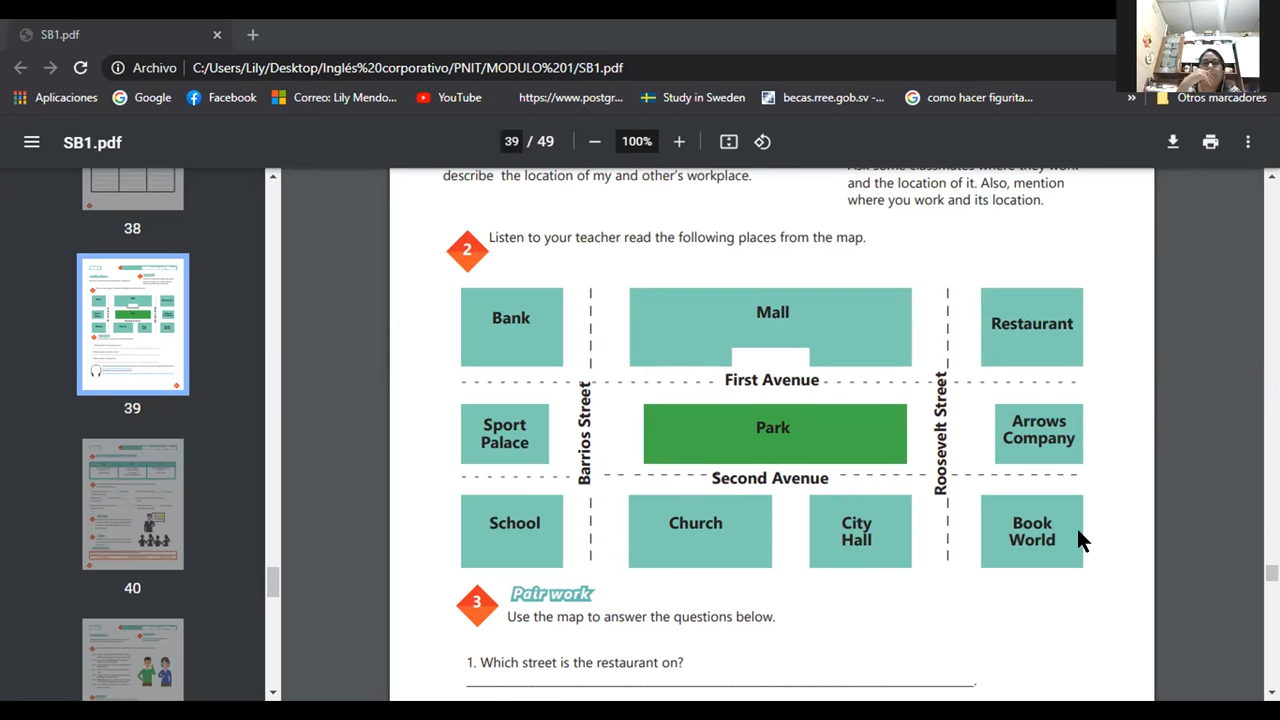 SB1.pdf
Archivo
C:/Users/Lily/Desktop/Inglés%20corporativo/PNIT/MODULO%201/SB1.pdf
Aplicaciones
Google
Facebook
Correo: Lily Mendo...
YouTube
https://www.postgr...
Study in Sweden
becas.rree.gob.sv -...
como hacer figurita...
»
Otros marcadores
SB1.pdf
39 / 49
100%
38
39
40
describe the location of my and other's workplace.
and the location of it. Also, mention
where you work and its location.
2
Listen to your teacher read the following places from the map.
Bank
Mall
Restaurant
First Avenue
Barrios Street
Roosevelt Street
Sport
Palace
Park
Arrows
Company
Second Avenue
School
Church
City
Hall
Book
World
3
Pair work
Use the map to answer the questions below.
1. Which street is the restaurant on?